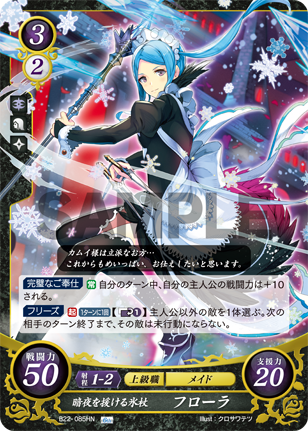 3
2
SAMPLE
カムイ様は立派なお方…
これからもめいっぱい、お仕えしたいと思います。
完璧なご奉仕 常 自分のターン中、自分の主人公の戦闘力は+10
される。
フリーズ 起 1ターンに1回 [1] 主人公以外の敵を1体選ぶ。次の
相手のターン終了まで、その敵は未行動にならない。
戦闘力
50
射程 1-2 上級職 メイド
支援力
20
暗夜を援ける氷杖 フローラ
B22-085HN
Illust:クロサワテツ